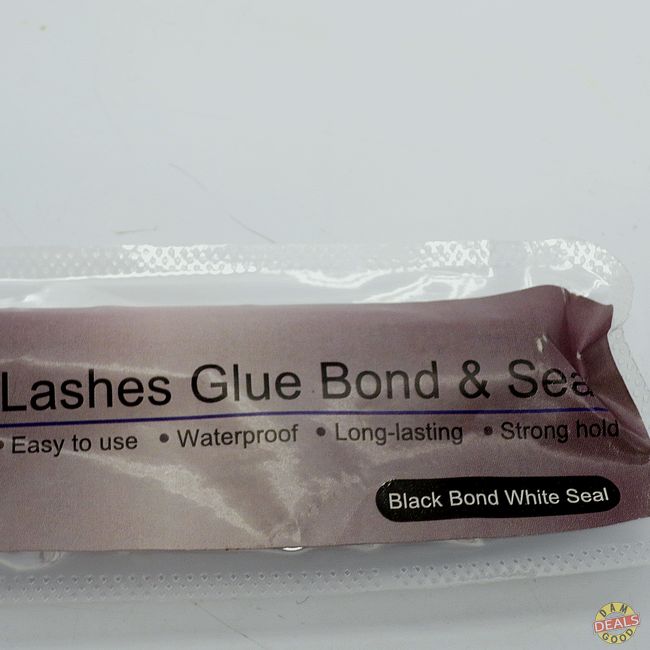 Lashes Glue Bond & Sea
• Easy to use • Waterproof • Long-lasting • Strong hold
Black Bond White Seal
DAM
DEALS
GOOD